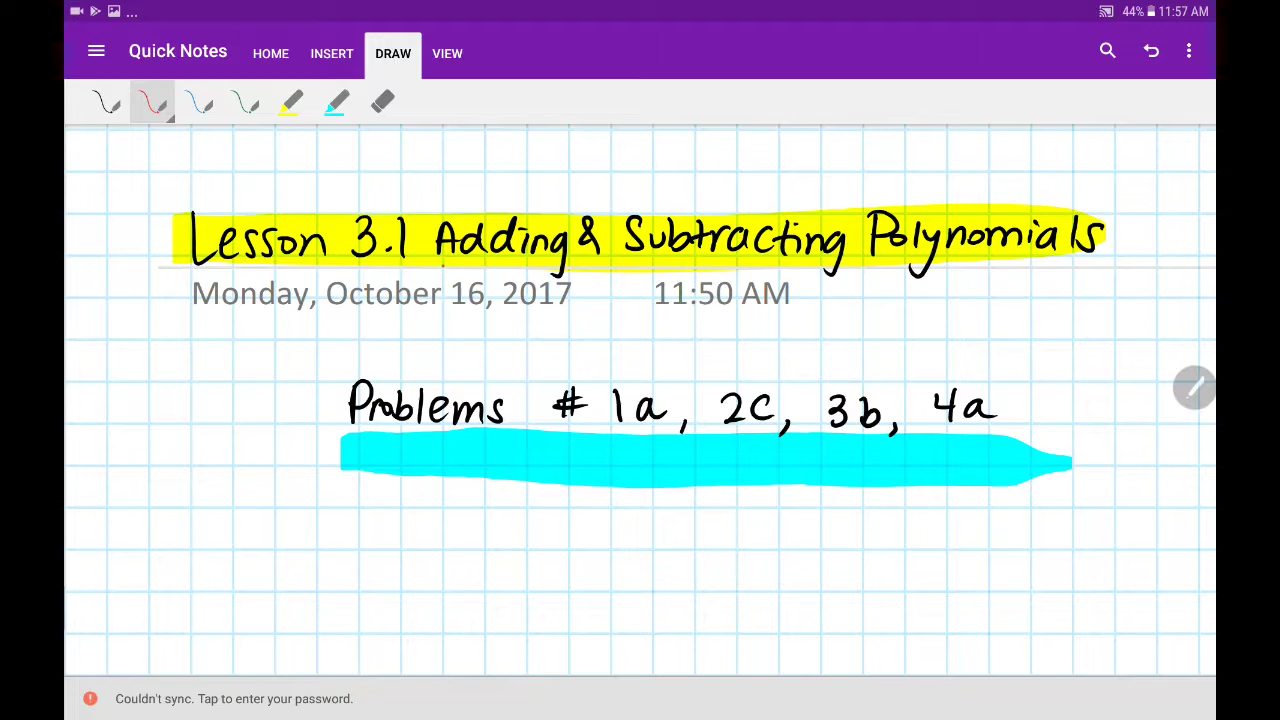 ... 44% 11:57 AM
Quick Notes HOME INSERT DRAW VIEW
Lesson 3.1 Adding & Subtracting Polynomials
Monday, October 16, 2017 11:50 AM
Problems # 1a, 2c, 3b, 4a
Couldn't sync. Tap to enter your password.